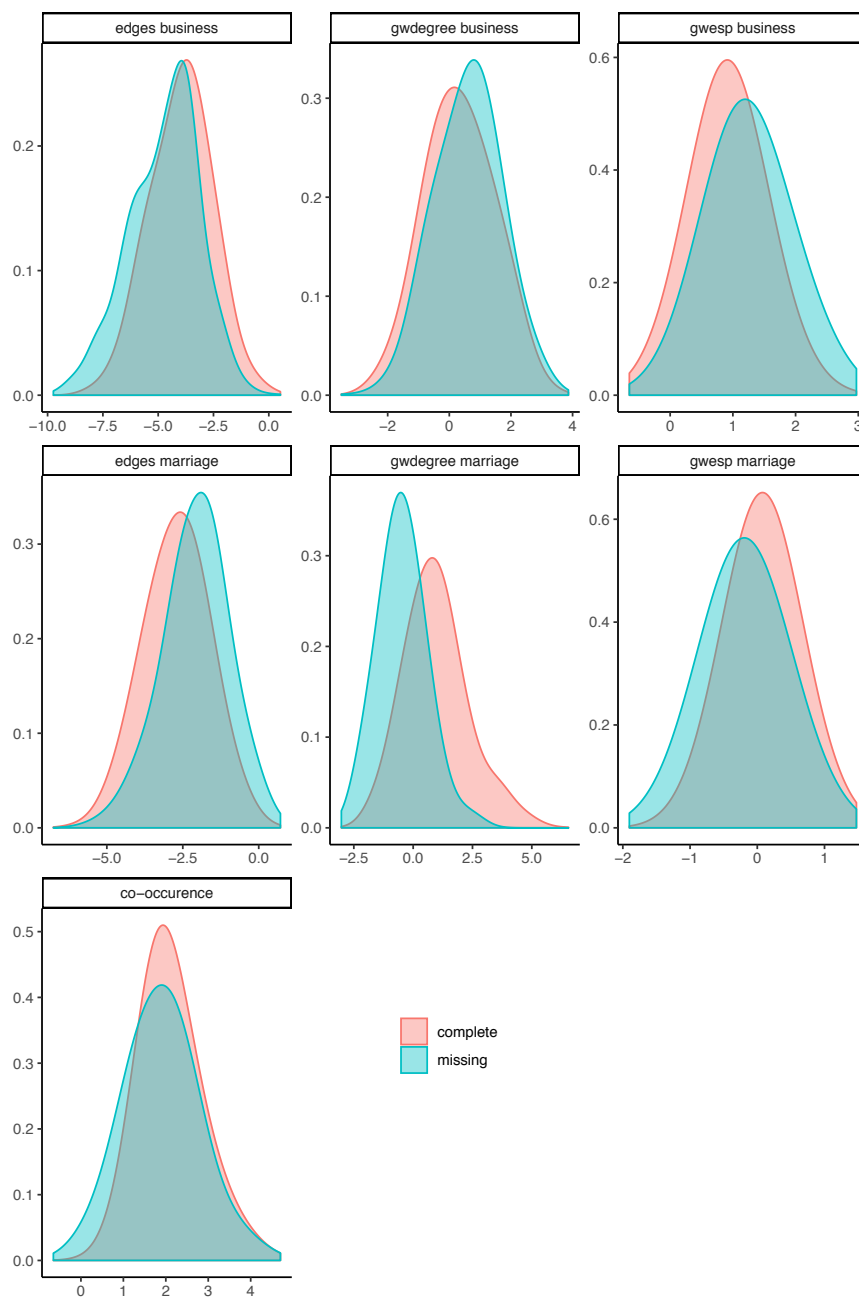 edges business
gwdegree business
gwesp business
0.2
0.1
0.0
−10.0 −7.5 −5.0 −2.5 0.0
0.3
0.2
0.1
0.0
−2 0 2 4
0.6
0.4
0.2
0.0
0 1 2 3
edges marriage
gwdegree marriage
gwesp marriage
0.3
0.2
0.1
0.0
−5.0 −2.5 0.0
0.3
0.2
0.1
0.0
−2.5 0.0 2.5 5.0
0.6
0.4
0.2
0.0
−2 −1 0 1
co−occurence
0.5
0.4
0.3
0.2
0.1
0.0
0 1 2 3 4
complete
missing